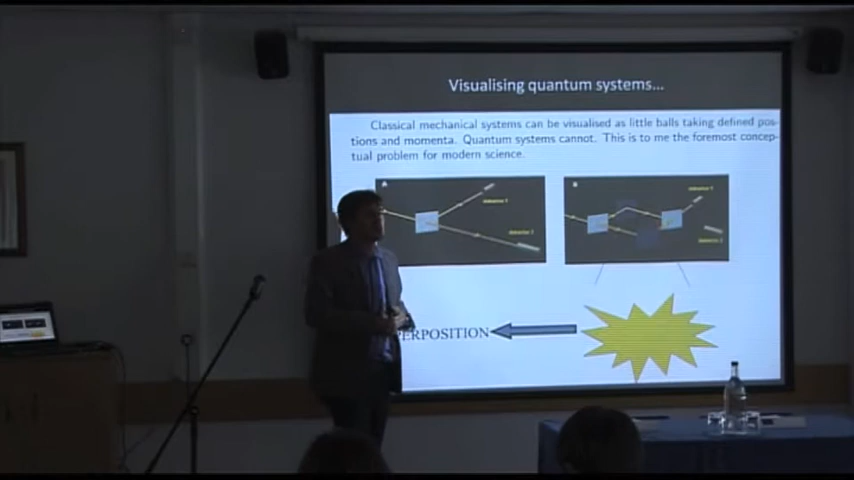 Visualising quantum systems...
Classical mechanical systems can be visualised as little balls taking defined pos-
tions and momenta. Quantum systems cannot. This is to me the foremost concep-
tual problem for modern science.
A
B
PERPOSITION